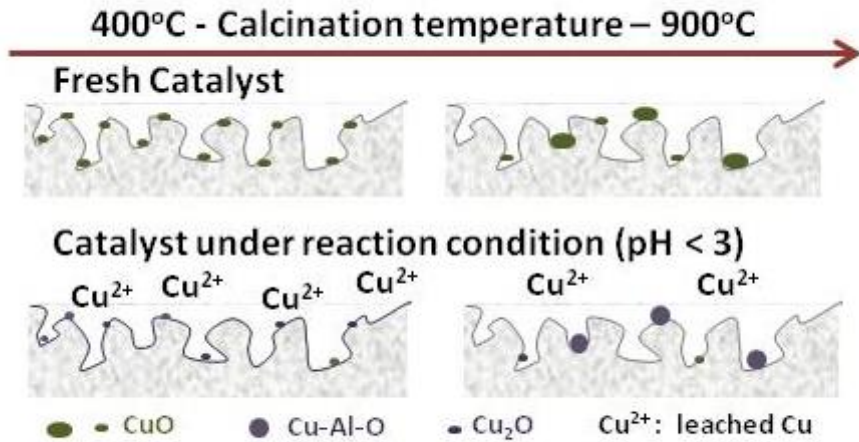 400°C - Calcination temperature – 900°C
Fresh Catalyst
Catalyst under reaction condition (pH < 3)
Cu²⁺ Cu²⁺ Cu²⁺ Cu²⁺ Cu²⁺ Cu²⁺
CuO Cu-Al-O Cu₂O Cu²⁺: leached Cu